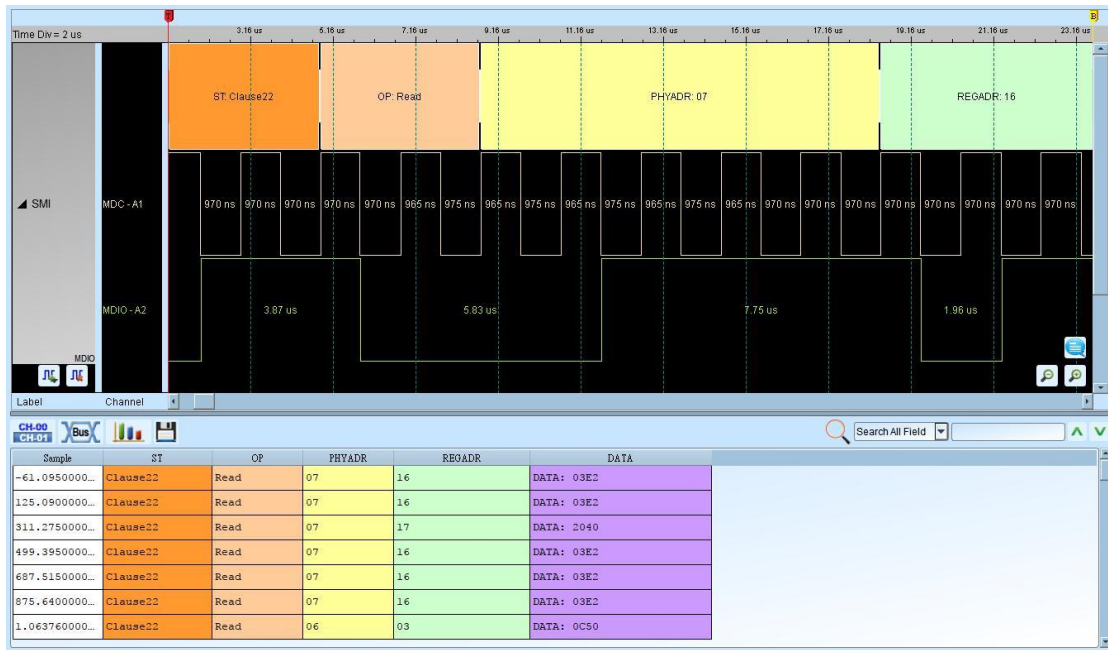 T B
Time Div = 2 us 3.16 us 5.16 us 7.16 us 9.16 us 11.16 us 13.16 us 15.16 us 17.16 us 19.16 us 21.16 us 23.16 us
ST: Clause22 OP: Read PHYADR: 07 REGADR: 16
SMI MDC - A1 970 ns 970 ns 970 ns 970 ns 970 ns 965 ns 975 ns 965 ns 975 ns 965 ns 975 ns 965 ns 975 ns 965 ns 970 ns 970 ns 970 ns 970 ns 970 ns 970 ns 970 ns 970 ns
MDIO - A2 3.87 us 5.83 us 7.75 us 1.96 us
MDIO
Label Channel
CH-00
CH-01 Bus Search All Field
Sample ST OP PHYADR REGADR DATA
-61.0950000... Clause22 Read 07 16 DATA: 03E2
125.0900000... Clause22 Read 07 16 DATA: 03E2
311.2750000... Clause22 Read 07 17 DATA: 2040
499.3950000... Clause22 Read 07 16 DATA: 03E2
687.5150000... Clause22 Read 07 16 DATA: 03E2
875.6400000... Clause22 Read 07 16 DATA: 03E2
1.063760000... Clause22 Read 06 03 DATA: 0C50